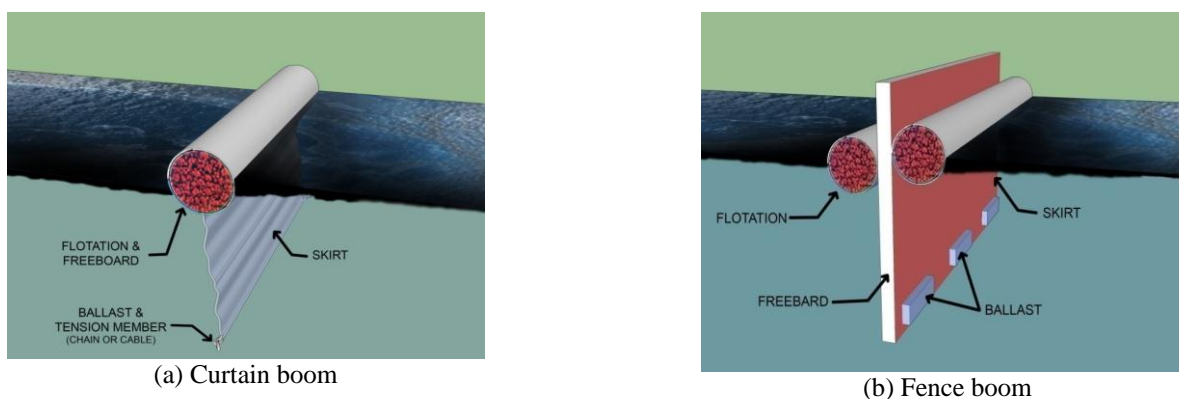 FLOTATION &
FREEBOARD
SKIRT
BALLAST &
TENSION MEMBER
(CHAIN OR CABLE)
(a) Curtain boom
FLOTATION
SKIRT
FREEBARD
BALLAST
(b) Fence boom